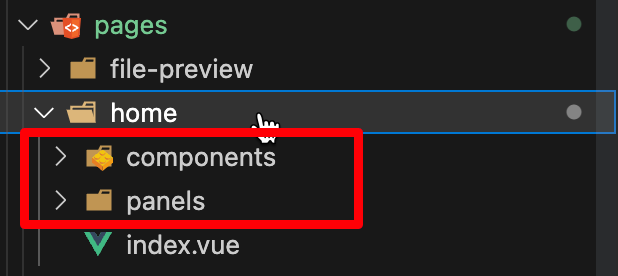 pages
file-preview
home
components
panels
index.vue